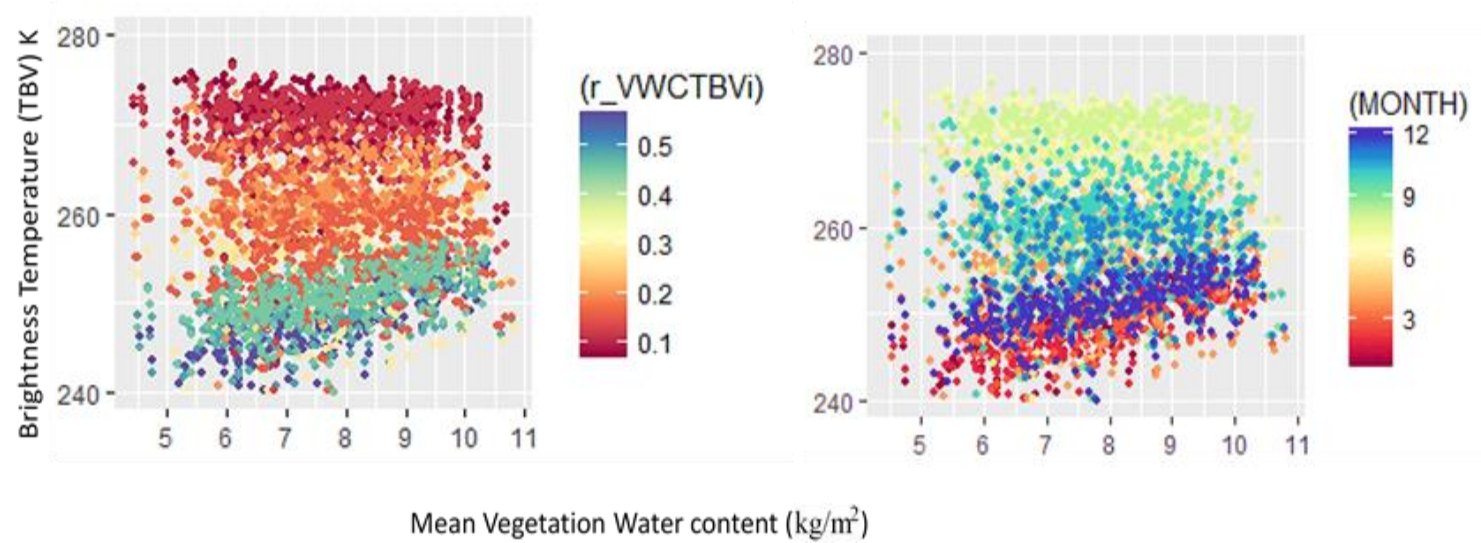 Brightness Temperature (TBV) K
280
260
240
5 6 7 8 9 10 11
(r_VWCTBVi)
0.5
0.4
0.3
0.2
0.1
280
260
240
5 6 7 8 9 10 11
(MONTH)
12
9
6
3
Mean Vegetation Water content (kg/m²)